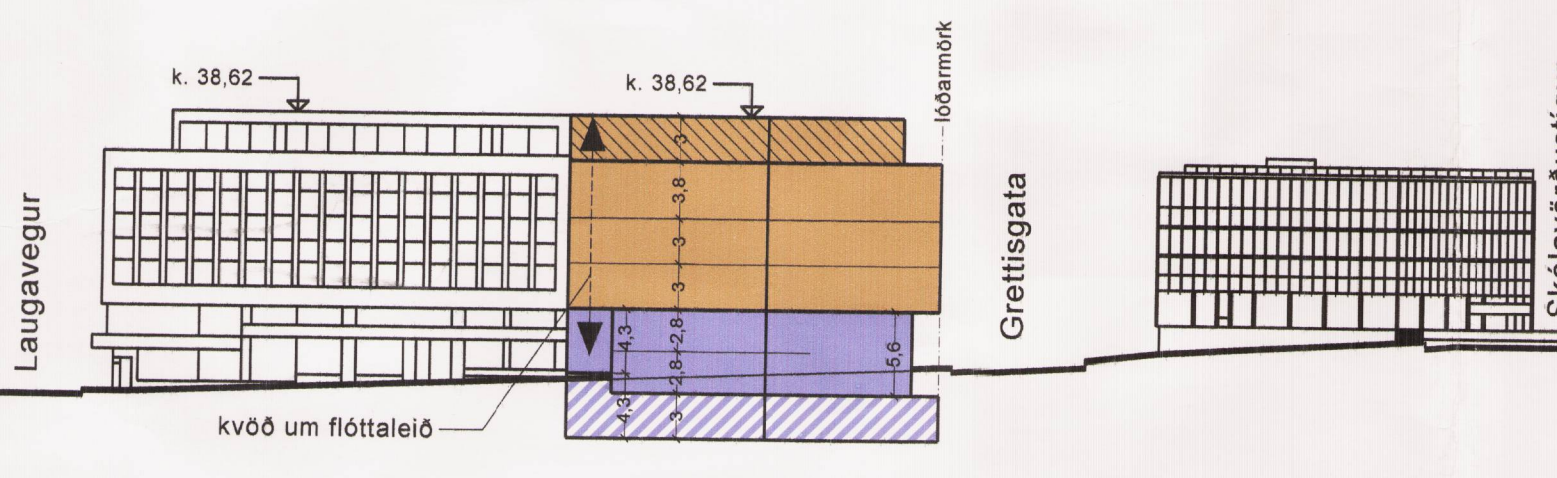 k. 38,62
k. 38,62
lóðarmörk
Laugavegur
Grettisgata
3
3,8
3
3
4,3
2,8
2,8
5,6
4,3
3
kvöð um flóttaleið